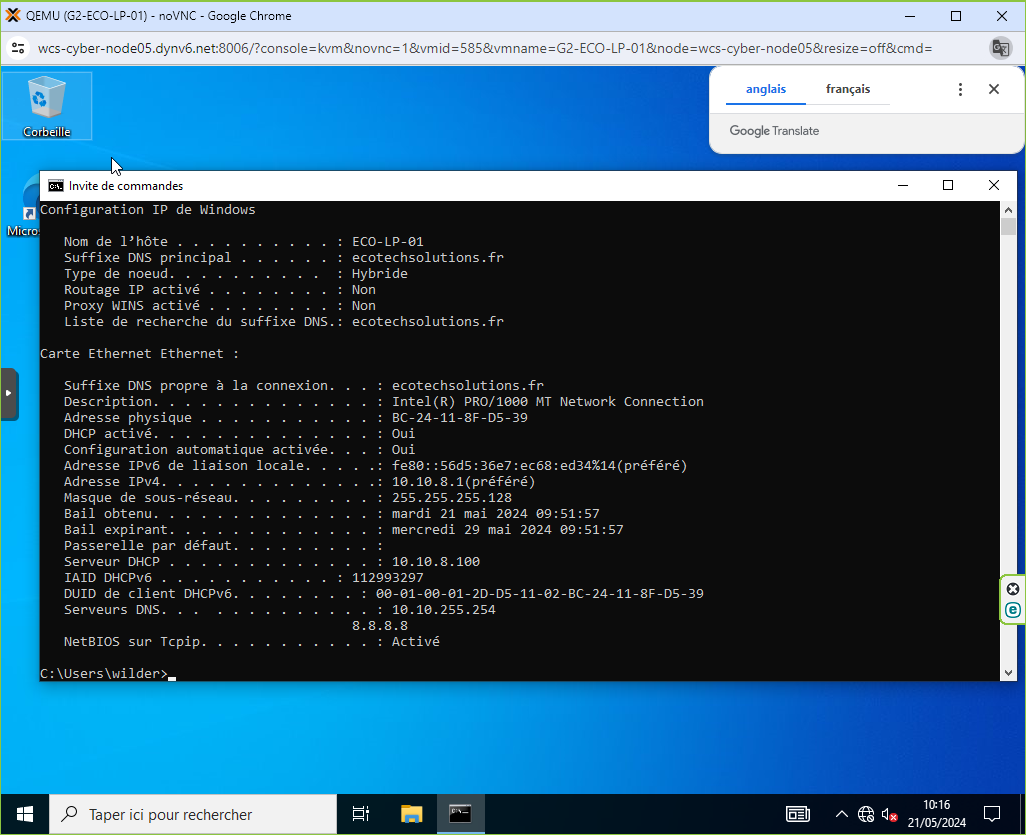 QEMU (G2-ECO-LP-01) - noVNC - Google Chrome
wcs-cyber-node05.dynv6.net:8006/?console=kvm&novnc=1&vmid=585&vmname=G2-ECO-LP-01&node=wcs-cyber-node05&resize=off&cmd=
anglais français
Google Translate
Corbeille
Micro
Invite de commandes
Configuration IP de Windows
Nom de l’hôte . . . . . . . . . . : ECO-LP-01
Suffixe DNS principal . . . . . . : ecotechsolutions.fr
Type de noeud. . . . . . . . . .  : Hybride
Routage IP activé . . . . . . . . : Non
Proxy WINS activé . . . . . . . . : Non
Liste de recherche du suffixe DNS.: ecotechsolutions.fr
Carte Ethernet Ethernet :
Suffixe DNS propre à la connexion. . . : ecotechsolutions.fr
Description. . . . . . . . . . . . . . : Intel(R) PRO/1000 MT Network Connection
Adresse physique . . . . . . . . . . . : BC-24-11-8F-D5-39
DHCP activé. . . . . . . . . . . . . . : Oui
Configuration automatique activée. . . : Oui
Adresse IPv6 de liaison locale. . . . .: fe80::56d5:36e7:ec68:ed34%14(préféré)
Adresse IPv4. . . . . . . . . . . . . .: 10.10.8.1(préféré)
Masque de sous-réseau. . . . . . . . . : 255.255.255.128
Bail obtenu. . . . . . . . . . . . . . : mardi 21 mai 2024 09:51:57
Bail expirant. . . . . . . . . . . . . : mercredi 29 mai 2024 09:51:57
Passerelle par défaut. . . . . . . . . :
Serveur DHCP . . . . . . . . . . . . . : 10.10.8.100
IAID DHCPv6 . . . . . . . . . . . : 112993297
DUID de client DHCPv6. . . . . . . . : 00-01-00-01-2D-D5-11-02-BC-24-11-8F-D5-39
Serveurs DNS. . .  . . . . . . . . . . : 10.10.255.254
8.8.8.8
NetBIOS sur Tcpip. . . . . . . . . . . : Activé
C:\Users\wilder>
Taper ici pour rechercher
10:16
21/05/2024